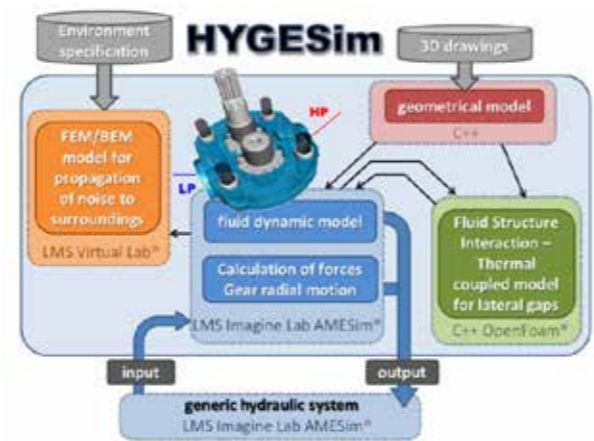 Environment
specification
HYGESim
3D drawings
geometrical model
C++
FEM/BEM
model for
propagation
of noise to
surroundings
LMS Virtual Lab®
HP
LP
fluid dynamic model
Calculation of forces
Gear radial motion
LMS Imagine Lab AMESim®
Fluid Structure
Interaction –
Thermal
coupled model
for lateral gaps
C++ OpenFoam®
input
output
generic hydraulic system
LMS Imagine Lab AMESim®